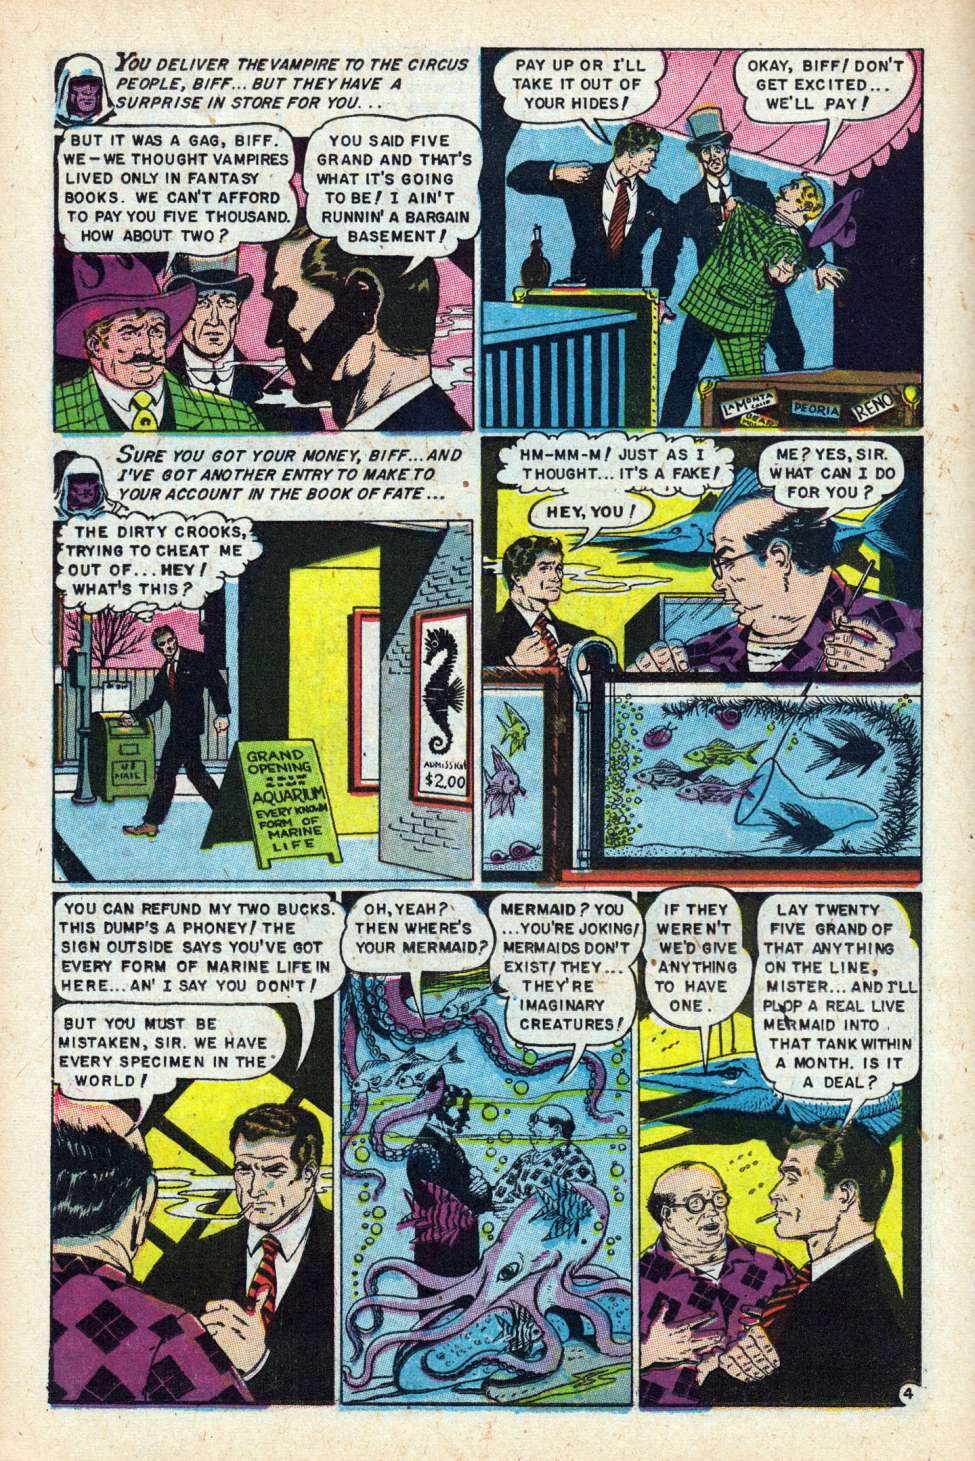 YOU DELIVER THE VAMPIRE TO THE CIRCUS
PEOPLE, BIFF... BUT THEY HAVE A
SURPRISE IN STORE FOR YOU...
BUT IT WAS A GAG, BIFF.
WE-WE THOUGHT VAMPIRES
LIVED ONLY IN FANTASY
BOOKS. WE CAN'T AFFORD
TO PAY YOU FIVE THOUSAND.
HOW ABOUT TWO?
YOU SAID FIVE
GRAND AND THAT'S
WHAT IT'S GOING
TO BE! I AIN'T
RUNNIN' A BARGAIN
BASEMENT!
PAY UP OR I'LL
TAKE IT OUT OF
YOUR HIDES!
OKAY, BIFF! DON'T
GET EXCITED...
WE'LL PAY!
LA MONTA
PEORIA
RENO
SURE YOU GOT YOUR MONEY, BIFF...AND
I'VE GOT ANOTHER ENTRY TO MAKE TO
YOUR ACCOUNT IN THE BOOK OF FATE...
THE DIRTY CROOKS,
TRYING TO CHEAT ME
OUT OF... HEY!
WHAT'S THIS?
US
MAIL
GRAND
OPENING
AQUARIUM
EVERY KNOWN
FORM OF
MARINE
LIFE
ADMISSION
$2.00
HM-MM-M! JUST AS I
THOUGHT... IT'S A FAKE!
HEY, YOU!
ME? YES, SIR.
WHAT CAN I DO
FOR YOU?
YOU CAN REFUND MY TWO BUCKS.
THIS DUMP'S A PHONEY! THE
SIGN OUTSIDE SAYS YOU'VE GOT
EVERY FORM OF MARINE LIFE IN
HERE...AN' I SAY YOU DON'T!
BUT YOU MUST BE
MISTAKEN, SIR. WE HAVE
EVERY SPECIMEN IN THE
WORLD!
OH, YEAH?
THEN WHERE'S
YOUR MERMAID?
MERMAID? YOU
...YOU'RE JOKING!
MERMAIDS DON'T
EXIST! THEY...
THEY'RE
IMAGINARY
CREATURES!
IF THEY
WEREN'T
WE'D GIVE
ANYTHING
TO HAVE
ONE.
LAY TWENTY
FIVE GRAND OF
THAT ANYTHING
ON THE LINE,
MISTER... AND I'LL
PLOP A REAL LIVE
MERMAID INTO
THAT TANK WITHIN
A MONTH. IS IT
A DEAL?
4